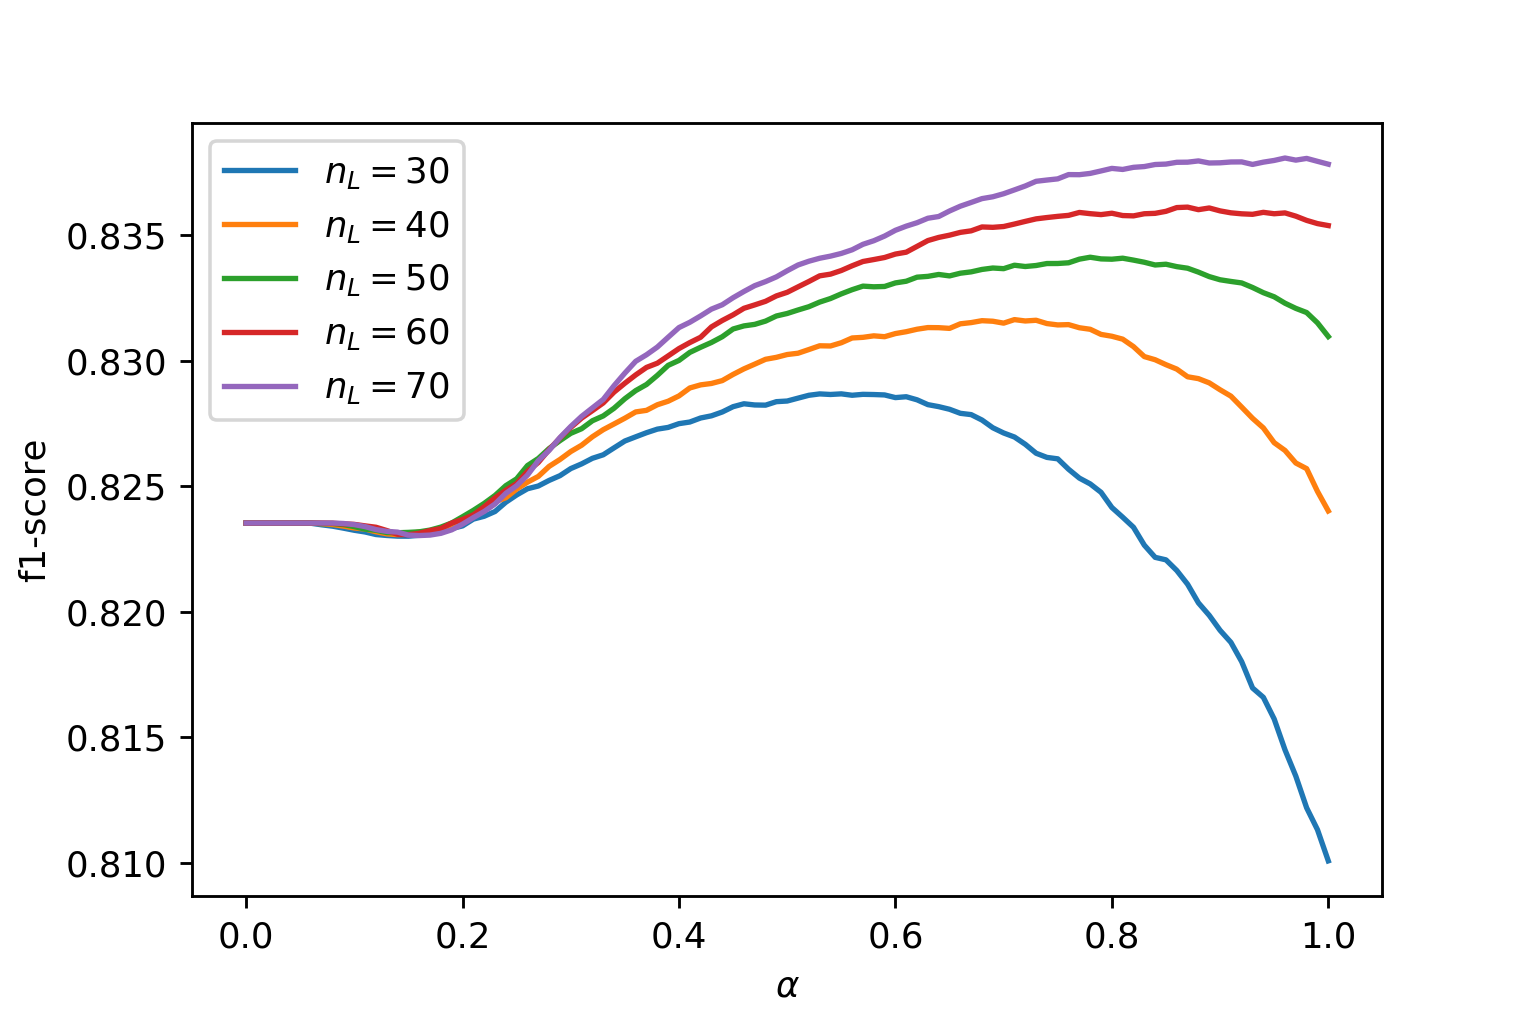 n_L = 30
n_L = 40
n_L = 50
n_L = 60
n_L = 70
0.835
0.830
0.825
0.820
0.815
0.810
f1-score
0.0 0.2 0.4 0.6 0.8 1.0
α